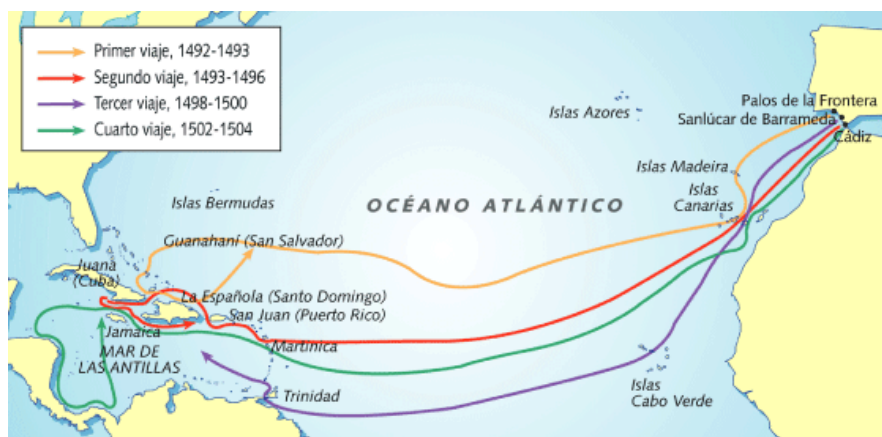 Primer viaje, 1492-1493
Segundo viaje, 1493-1496
Tercer viaje, 1498-1500
Cuarto viaje, 1502-1504
Islas Azores
Palos de la Frontera
Sanlúcar de Barrameda
Cádiz
Islas Madeira
Islas
Canarias
Islas Bermudas
OCÉANO ATLÁNTICO
Guanahaní (San Salvador)
Juana
(Cuba)
La Española (Santo Domingo)
San Juan (Puerto Rico)
Jamaica
Martinica
MAR DE
LAS ANTILLAS
Trinidad
Islas
Cabo Verde